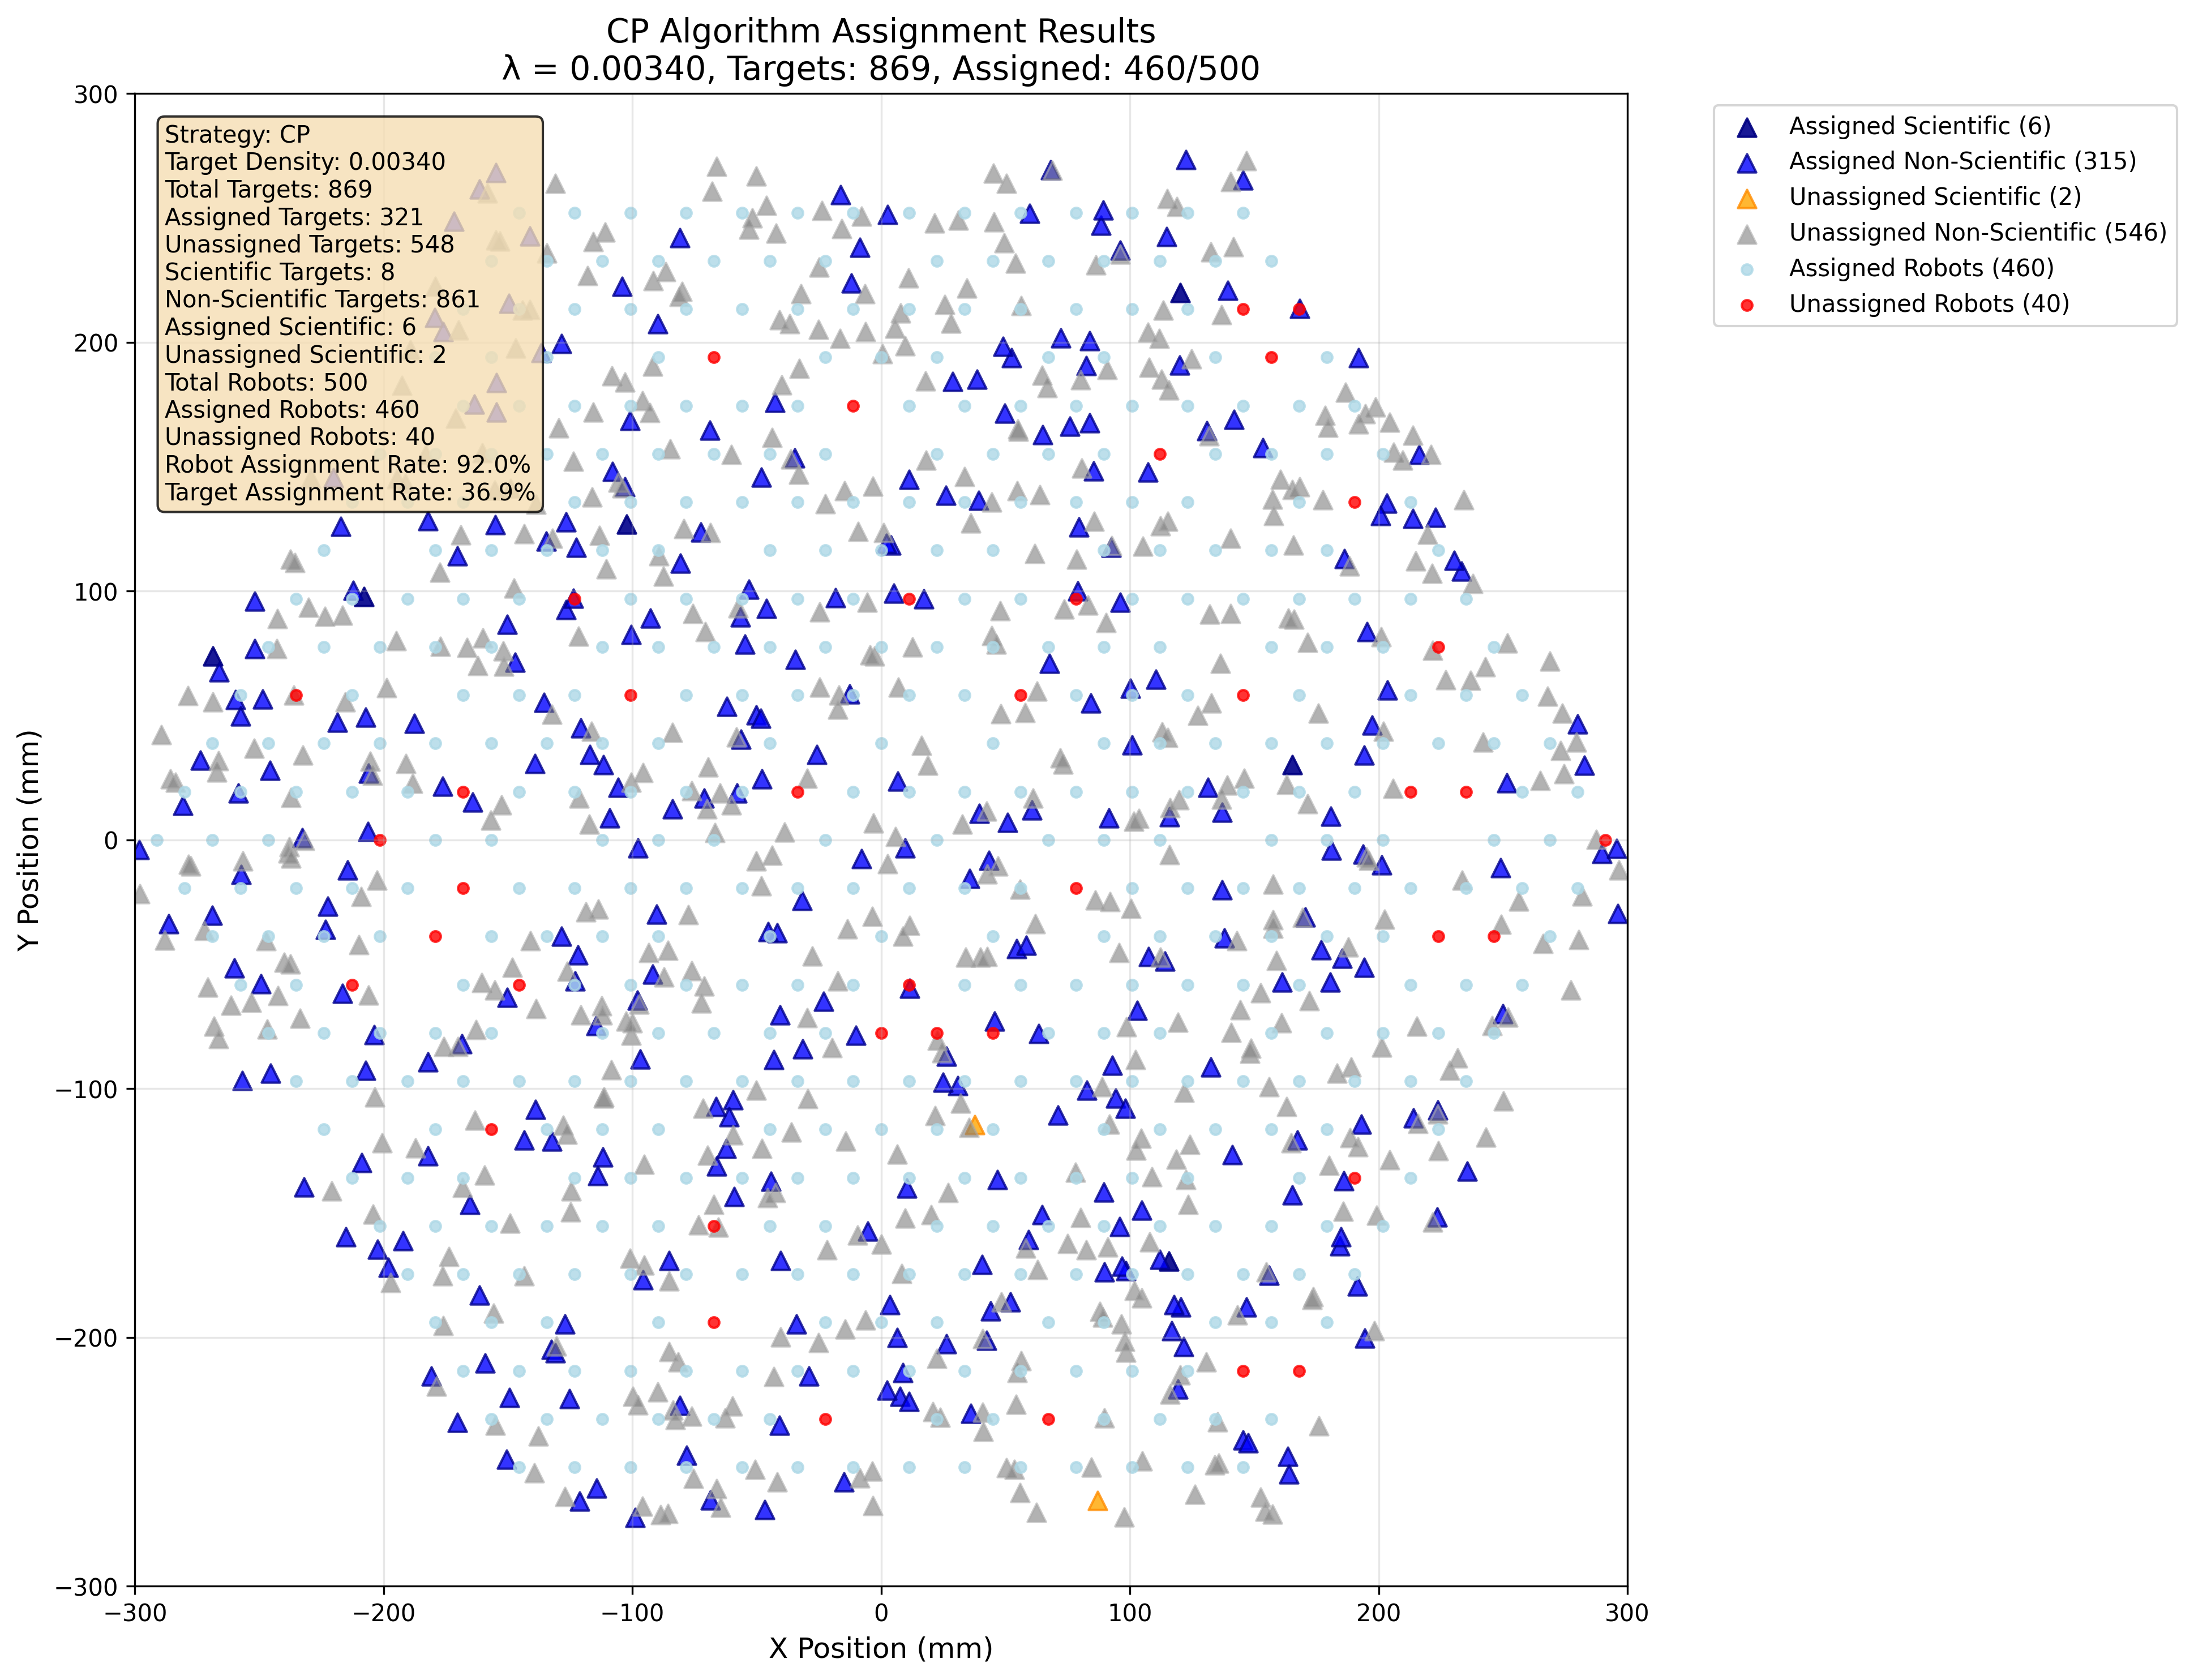 CP Algorithm Assignment Results
λ = 0.00340, Targets: 869, Assigned: 460/500
Strategy: CP
Target Density: 0.00340
Total Targets: 869
Assigned Targets: 321
Unassigned Targets: 548
Scientific Targets: 8
Non-Scientific Targets: 861
Assigned Scientific: 6
Unassigned Scientific: 2
Total Robots: 500
Assigned Robots: 460
Unassigned Robots: 40
Robot Assignment Rate: 92.0%
Target Assignment Rate: 36.9%
Assigned Scientific (6)
Assigned Non-Scientific (315)
Unassigned Scientific (2)
Unassigned Non-Scientific (546)
Assigned Robots (460)
Unassigned Robots (40)
Y Position (mm)
300
200
100
0
−100
−200
−300
−300
−200
−100
0
100
200
300
X Position (mm)